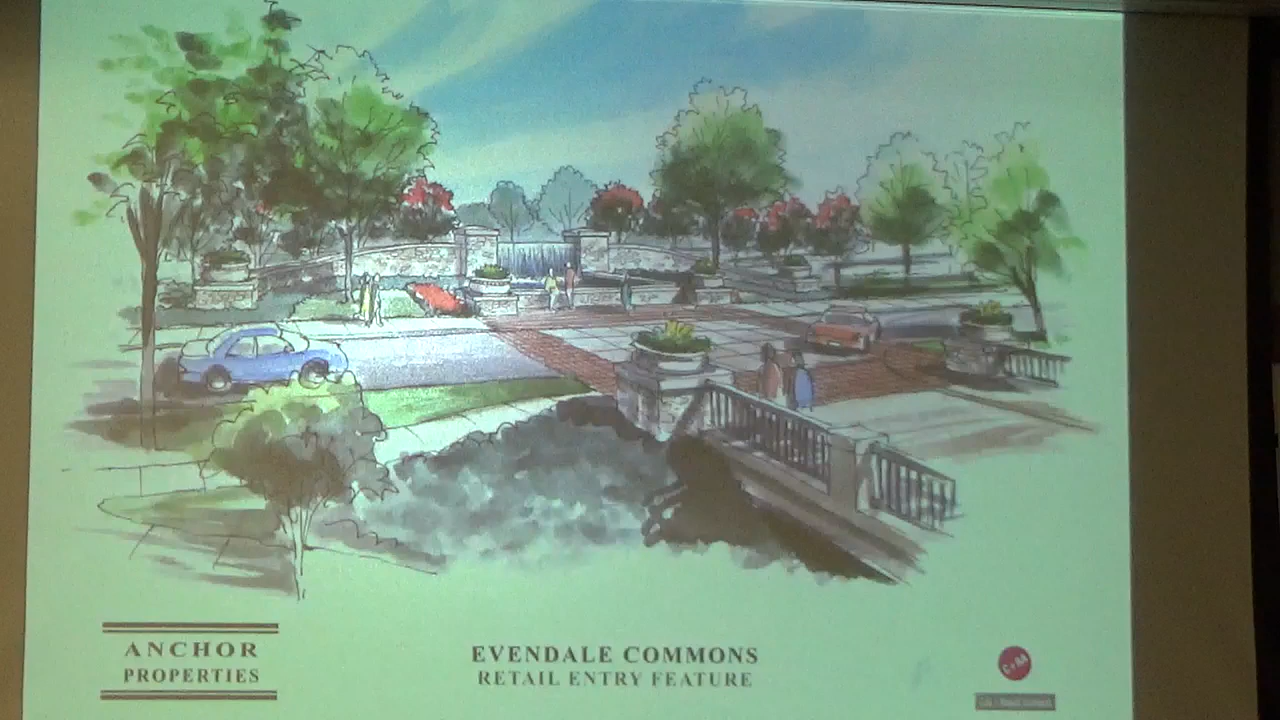 ANCHOR
PROPERTIES
EVENDALE COMMONS
RETAIL ENTRY FEATURE